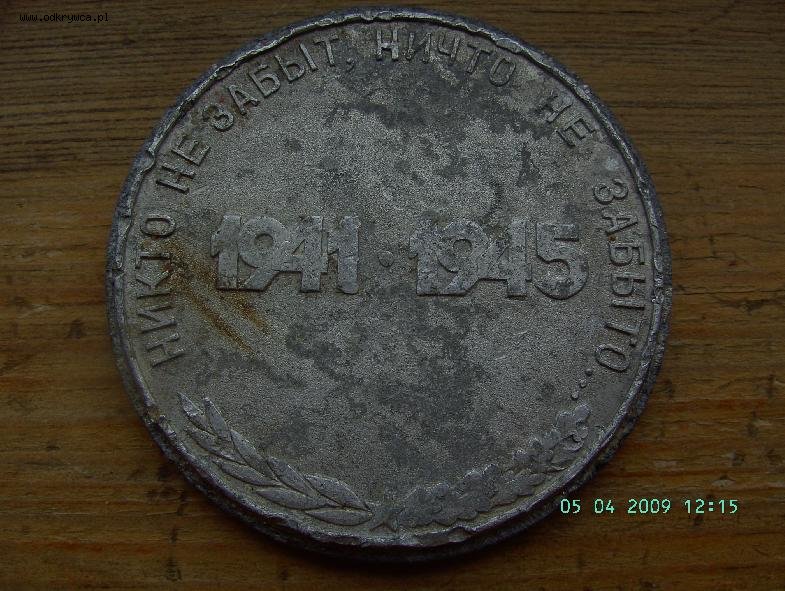 www.odkrywca.pl
НИКТО НЕ ЗАБЫТ, НИЧТО НЕ ЗАБЫТО...
1941·1945
05 04 2009 12:15